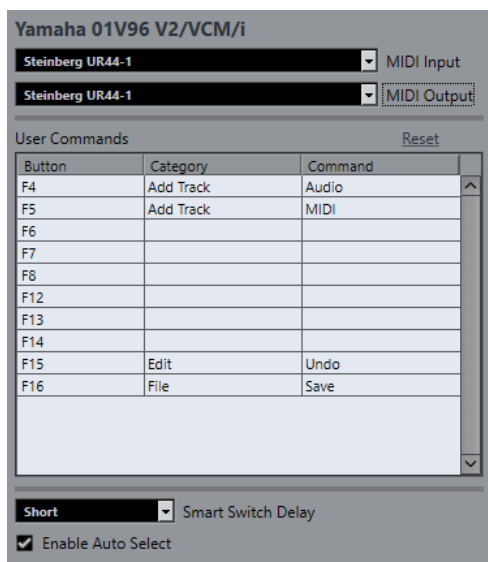 Yamaha 01V96 V2/VCM/i
Steinberg UR44-1 MIDI Input
Steinberg UR44-1 MIDI Output
User Commands Reset
Button Category Command
F4 Add Track Audio
F5 Add Track MIDI
F6
F7
F8
F12
F13
F14
F15 Edit Undo
F16 File Save
Short Smart Switch Delay
Enable Auto Select